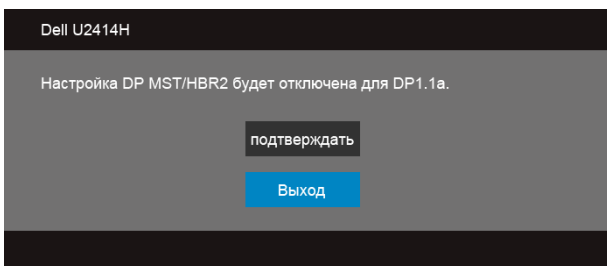 Dell U2414H
Настройка DP MST/HBR2 будет отключена для DP1.1a.
подтверждать
Выход